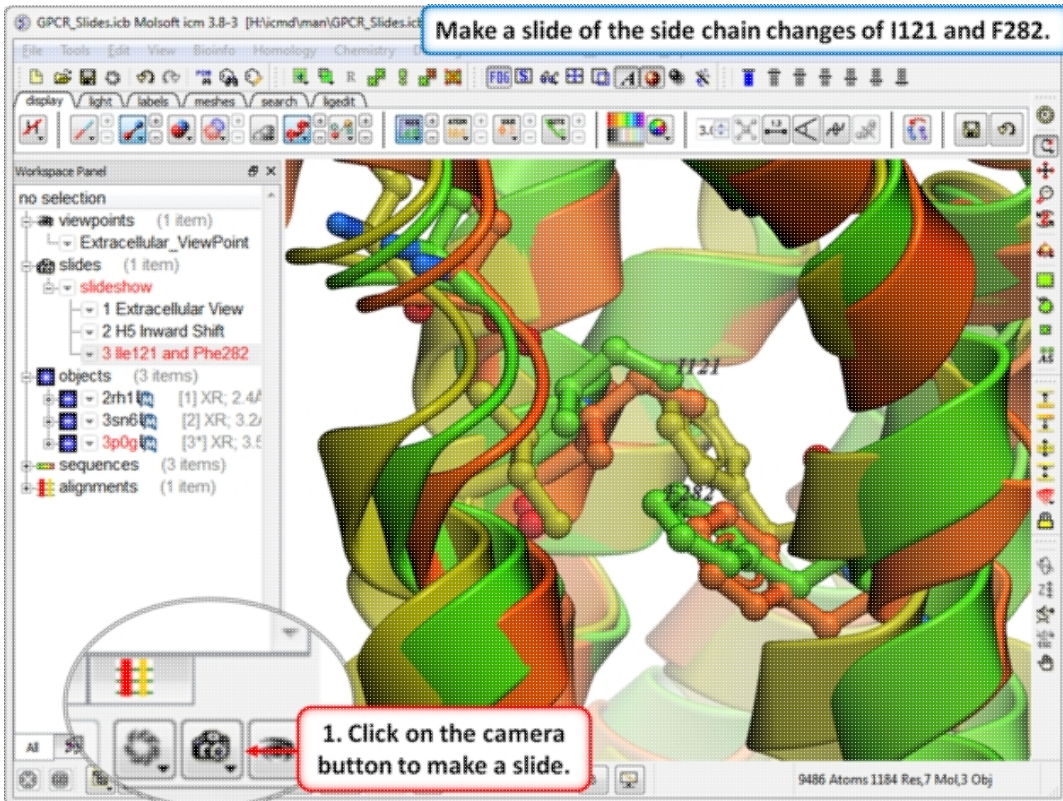 GPCR_Slides.icb Molsoft icm 3.8-3 [H:\icmd\man\GPCR_Slides.icb
Make a slide of the side chain changes of I121 and F282.
File Tools Edit View Bioinfo Homology Chemistry
FOG
display light labels meshes search ligedit
Workspace Panel
no selection
viewpoints (1 item)
Extracellular_ViewPoint
slides (1 item)
slideshow
1 Extracellular View
2 H5 Inward Shift
3 Ile121 and Phe282
objects (3 items)
2rh1 [1] XR; 2.4
3sn6 [2] XR; 3.2
3p0g [3*] XR; 3.5
sequences (3 items)
alignments (1 item)
I121
F282
AS
1. Click on the camera
button to make a slide.
All
9486 Atoms 1184 Res,7 Mol,3 Obj